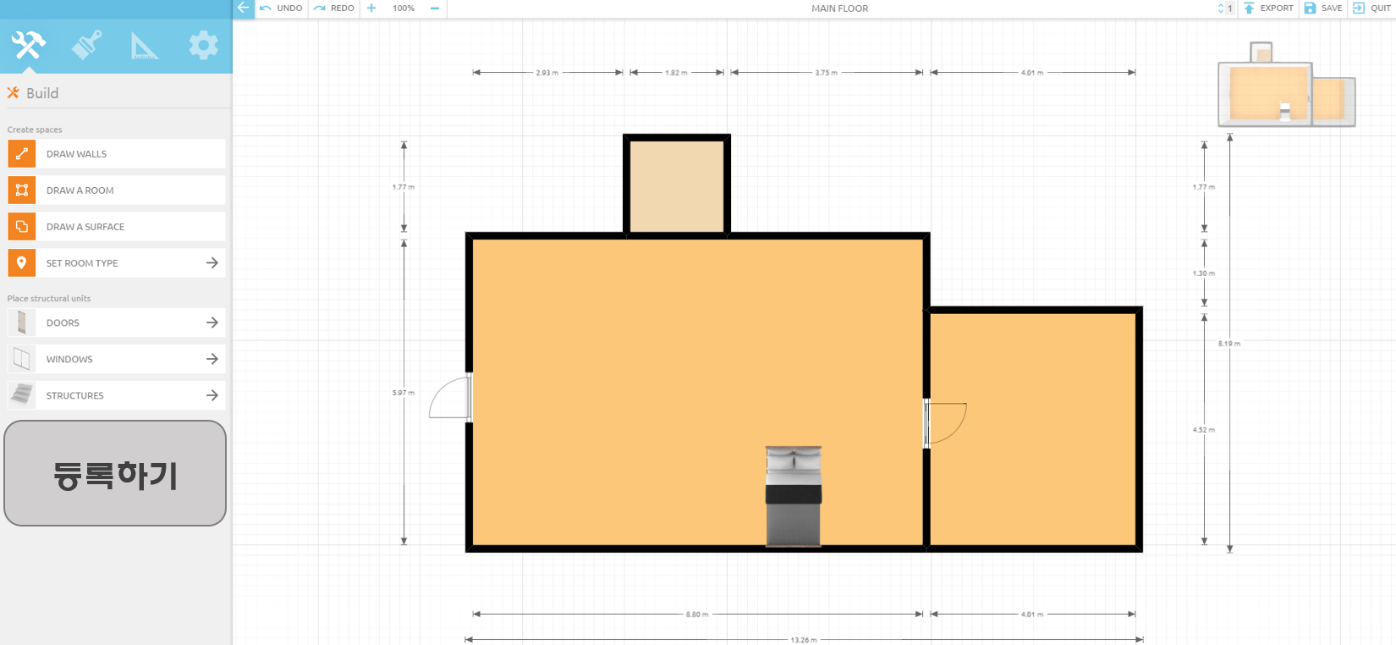 UNDO REDO 100% MAIN FLOOR 1 EXPORT SAVE QUIT
Build
Create spaces
DRAW WALLS
DRAW A ROOM
DRAW A SURFACE
SET ROOM TYPE
Place structural units
DOORS
WINDOWS
STRUCTURES
등록하기
2.93 m 1.82 m 3.75 m 4.01 m
1.77 m 1.77 m
1.30 m
8.19 m
5.97 m
4.52 m
8.80 m 4.01 m
13.26 m